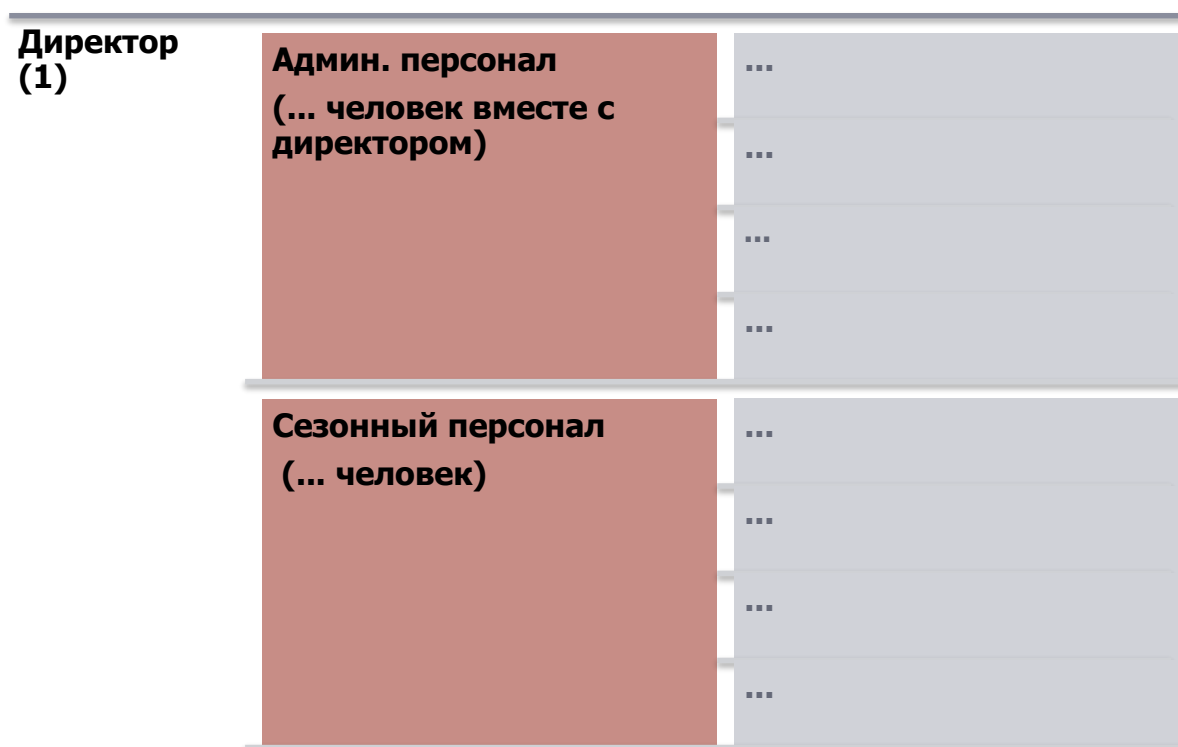 Директор
(1)
Админ. персонал
(... человек вместе с
директором)
...
...
...
...
Сезонный персонал
(... человек)
...
...
...
...